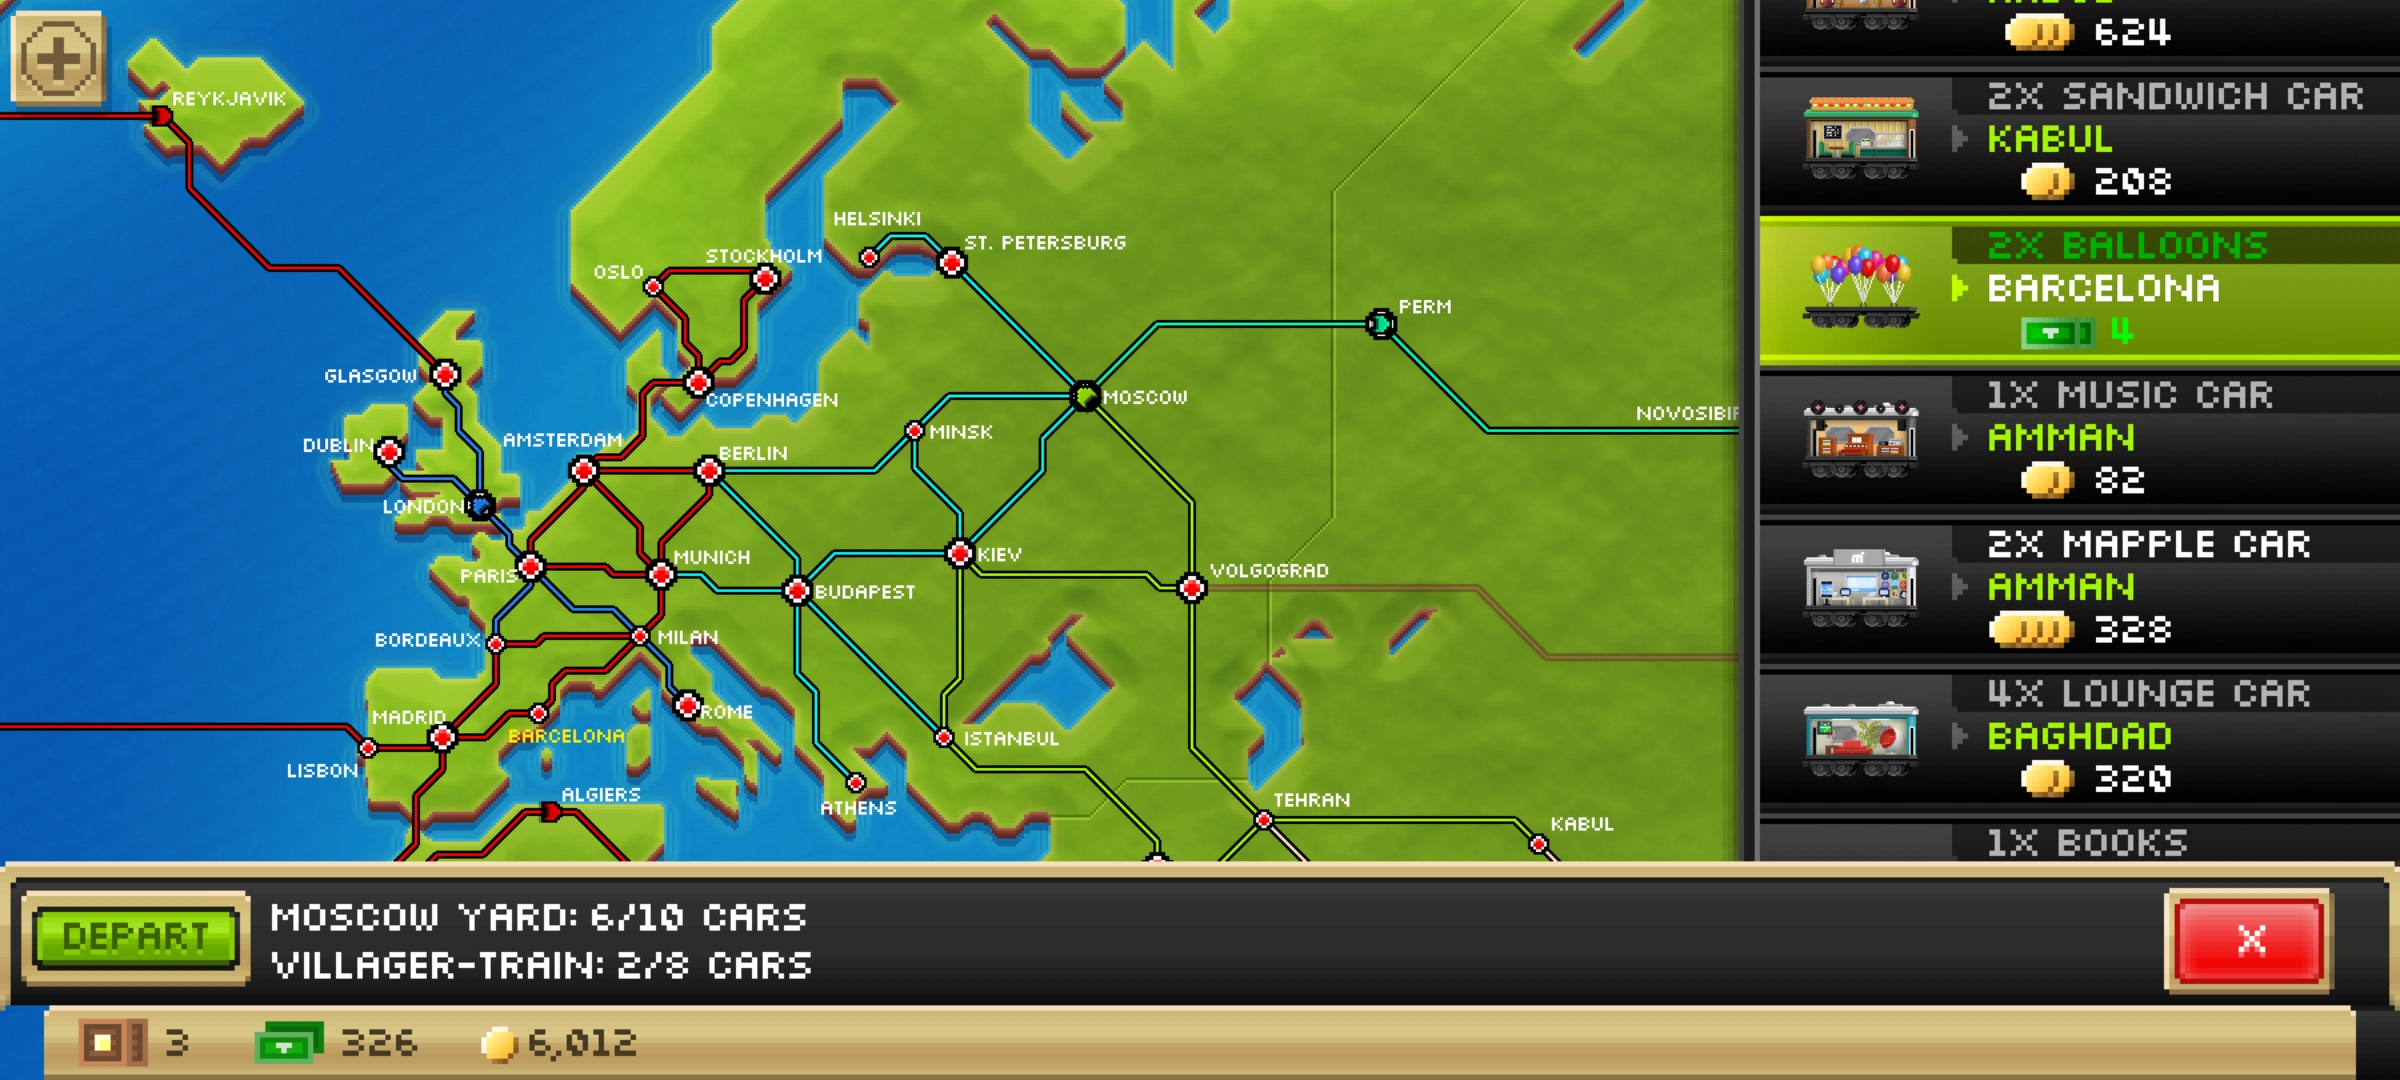 REYKJAVIK
HELSINKI
ST. PETERSBURG
STOCKHOLM
OSLO
PERM
GLASGOW
COPENHAGEN
MOSCOW
NOVOSIBIR
DUBLIN
AMSTERDAM
BERLIN
MINSK
LONDON
PARIS
MUNICH
BUDAPEST
KIEV
VOLGOGRAD
BORDEAUX
MILAN
MADRID
ROME
BARCELONA
ISTANBUL
LISBON
ALGIERS
ATHENS
TEHRAN
KABUL
624
2X SANDWICH CAR
KABUL
208
2X BALLOONS
BARCELONA
4
1X MUSIC CAR
AMMAN
82
2X MAPPLE CAR
AMMAN
328
4X LOUNGE CAR
BAGHDAD
320
1X BOOKS
DEPART
MOSCOW YARD: 6/10 CARS
VILLAGER-TRAIN: 2/8 CARS
X
3
326
6,012